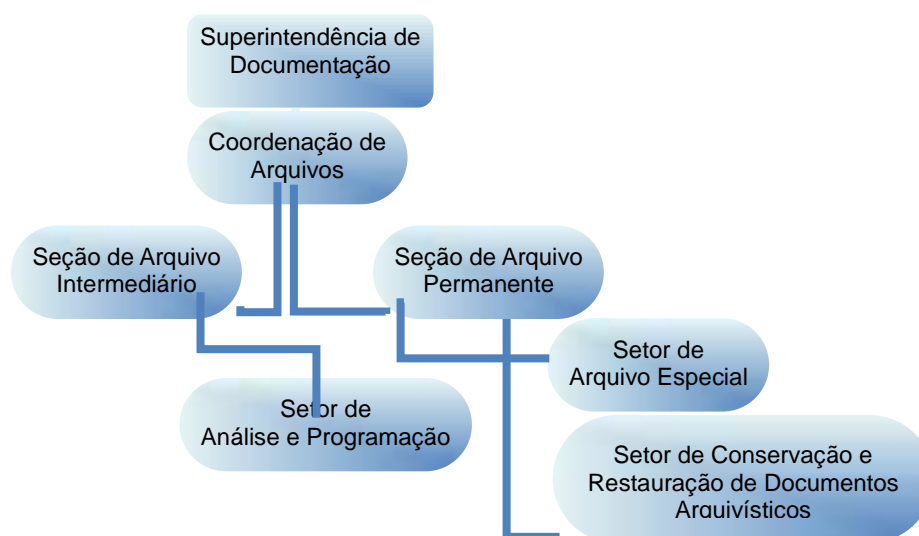 Superintendência de
Documentação
Coordenação de
Arquivos
Seção de Arquivo
Intermediário
Seção de Arquivo
Permanente
Setor de
Arquivo Especial
Setor de
Análise e Programação
Setor de Conservação e
Restauração de Documentos
Arquivísticos